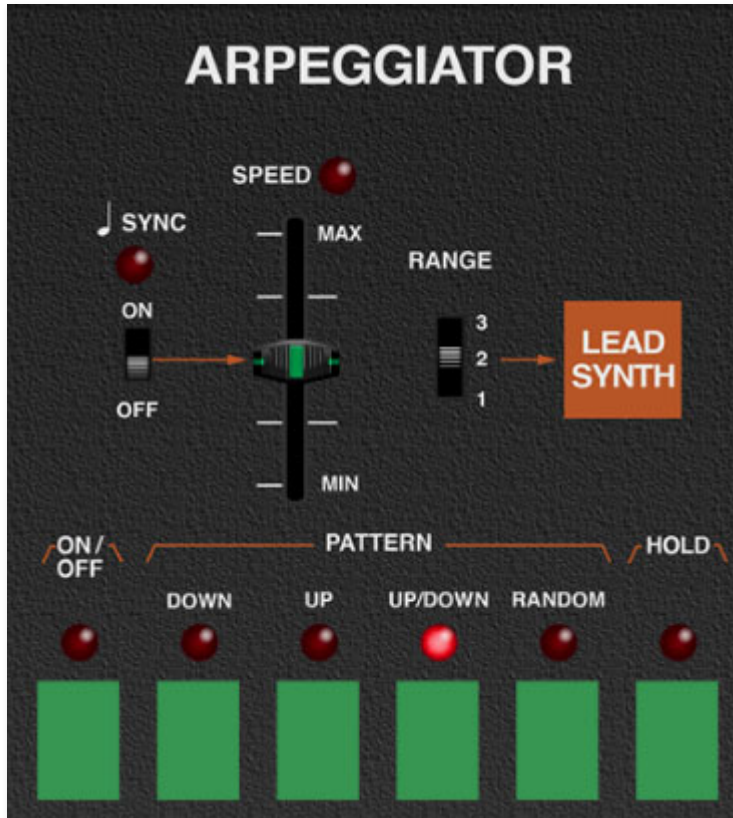 ARPEGGIATOR
SPEED
♩ SYNC
MAX
RANGE
ON
3
2
1
LEAD
SYNTH
OFF
MIN
ON/
OFF
PATTERN
HOLD
DOWN
UP
UP/DOWN
RANDOM